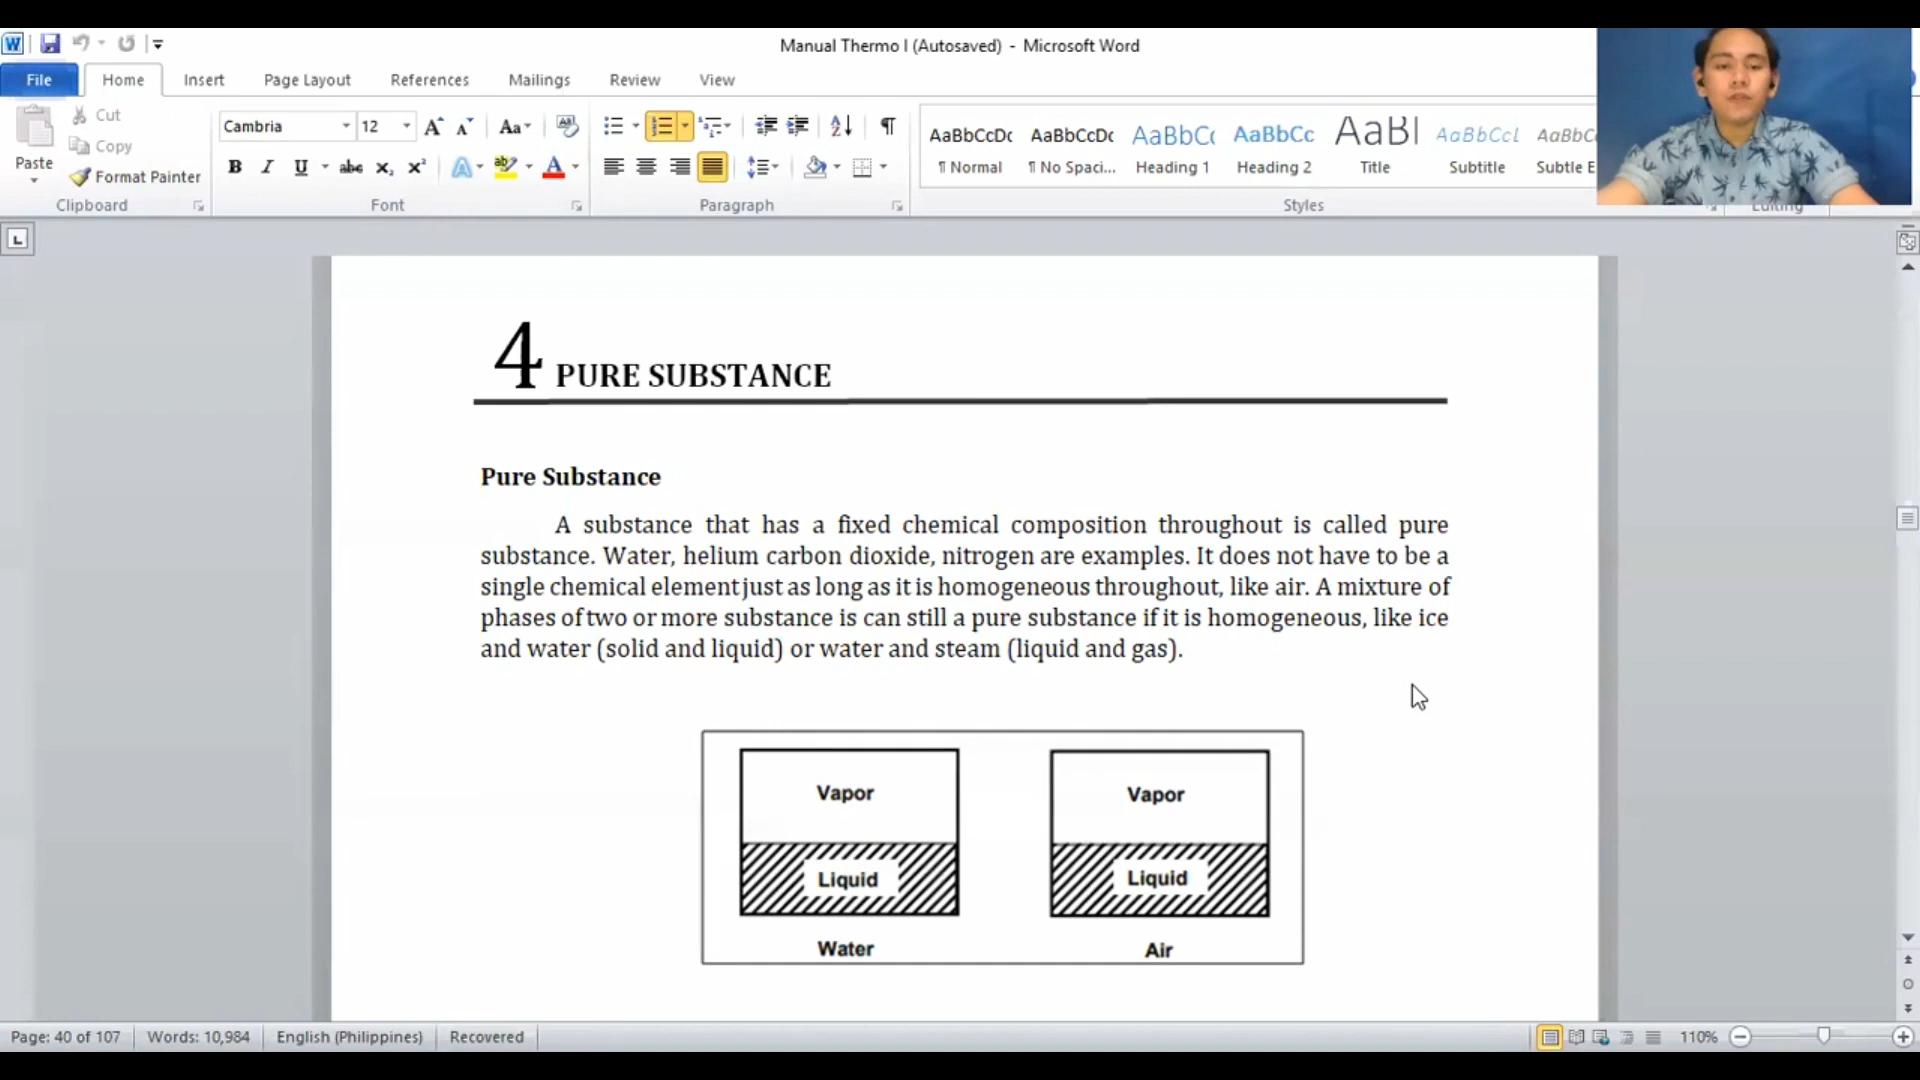 Manual Thermo I (Autosaved) - Microsoft Word
File Home Insert Page Layout References Mailings Review View
Paste
Cut
Copy
Format Painter
Clipboard
Cambria 12
Font
Paragraph
AaBbCcDc AaBbCcDc AaBbC( AaBbCc AaBl AaBbCcl AaBbC
¶ Normal ¶ No Spaci... Heading 1 Heading 2 Title Subtitle Subtle E
Styles
Editing
4 PURE SUBSTANCE
Pure Substance
A substance that has a fixed chemical composition throughout is called pure
substance. Water, helium carbon dioxide, nitrogen are examples. It does not have to be a
single chemical element just as long as it is homogeneous throughout, like air. A mixture of
phases of two or more substance is can still a pure substance if it is homogeneous, like ice
and water (solid and liquid) or water and steam (liquid and gas).
Vapor Vapor
Liquid Liquid
Water Air
Page: 40 of 107 Words: 10,984 English (Philippines) Recovered 110%